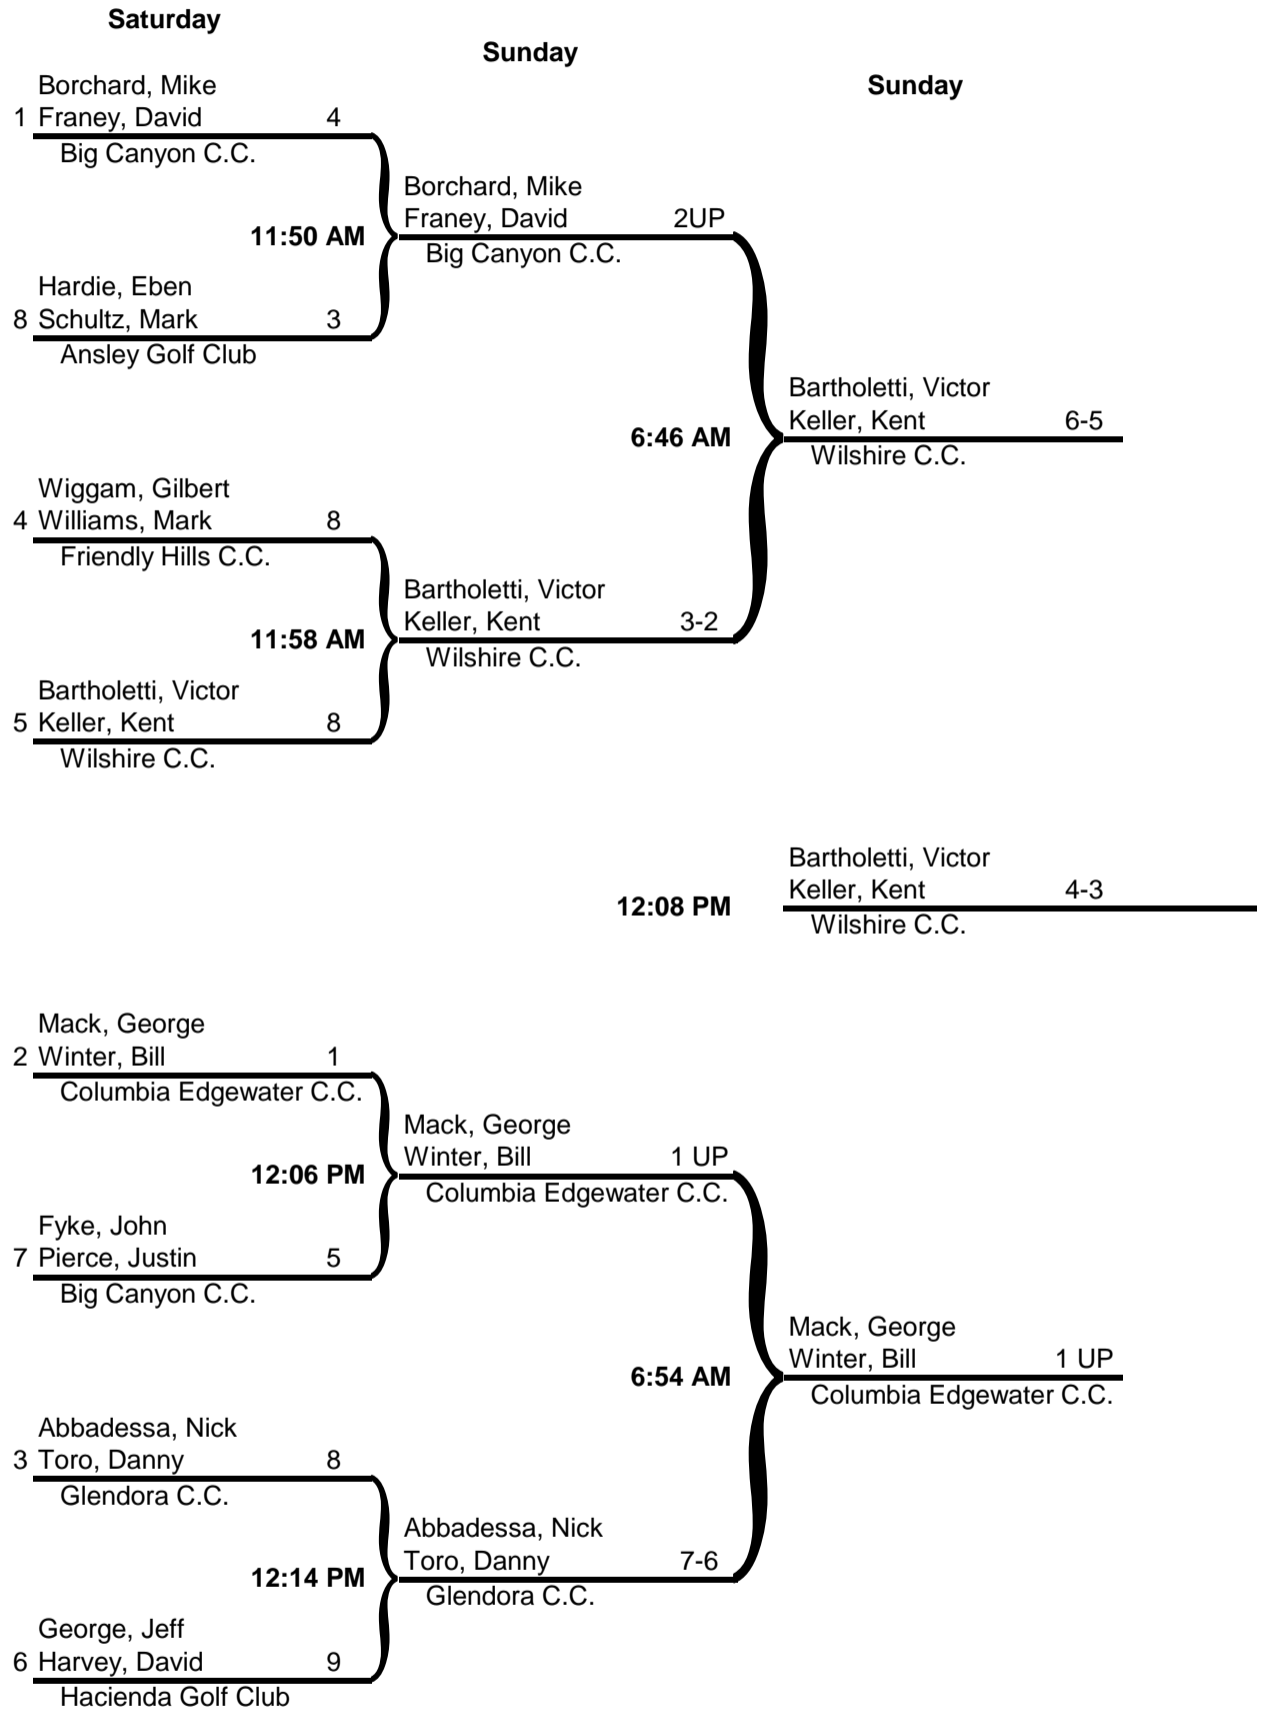 Saturday
Sunday
Sunday
Borchard, Mike
1 Franey, David 4
Big Canyon C.C.
Borchard, Mike
Franey, David 2UP
11:50 AM
Big Canyon C.C.
Hardie, Eben
8 Schultz, Mark 3
Ansley Golf Club
Bartholetti, Victor
Keller, Kent 6-5
6:46 AM
Wilshire C.C.
Wiggam, Gilbert
4 Williams, Mark 8
Friendly Hills C.C.
Bartholetti, Victor
Keller, Kent 3-2
11:58 AM
Wilshire C.C.
Bartholetti, Victor
5 Keller, Kent 8
Wilshire C.C.
Bartholetti, Victor
Keller, Kent 4-3
12:08 PM
Wilshire C.C.
Mack, George
2 Winter, Bill 1
Columbia Edgewater C.C.
Mack, George
Winter, Bill 1 UP
12:06 PM
Columbia Edgewater C.C.
Fyke, John
7 Pierce, Justin 5
Big Canyon C.C.
Mack, George
Winter, Bill 1 UP
6:54 AM
Columbia Edgewater C.C.
Abbadessa, Nick
3 Toro, Danny 8
Glendora C.C.
Abbadessa, Nick
Toro, Danny 7-6
12:14 PM
Glendora C.C.
George, Jeff
6 Harvey, David 9
Hacienda Golf Club